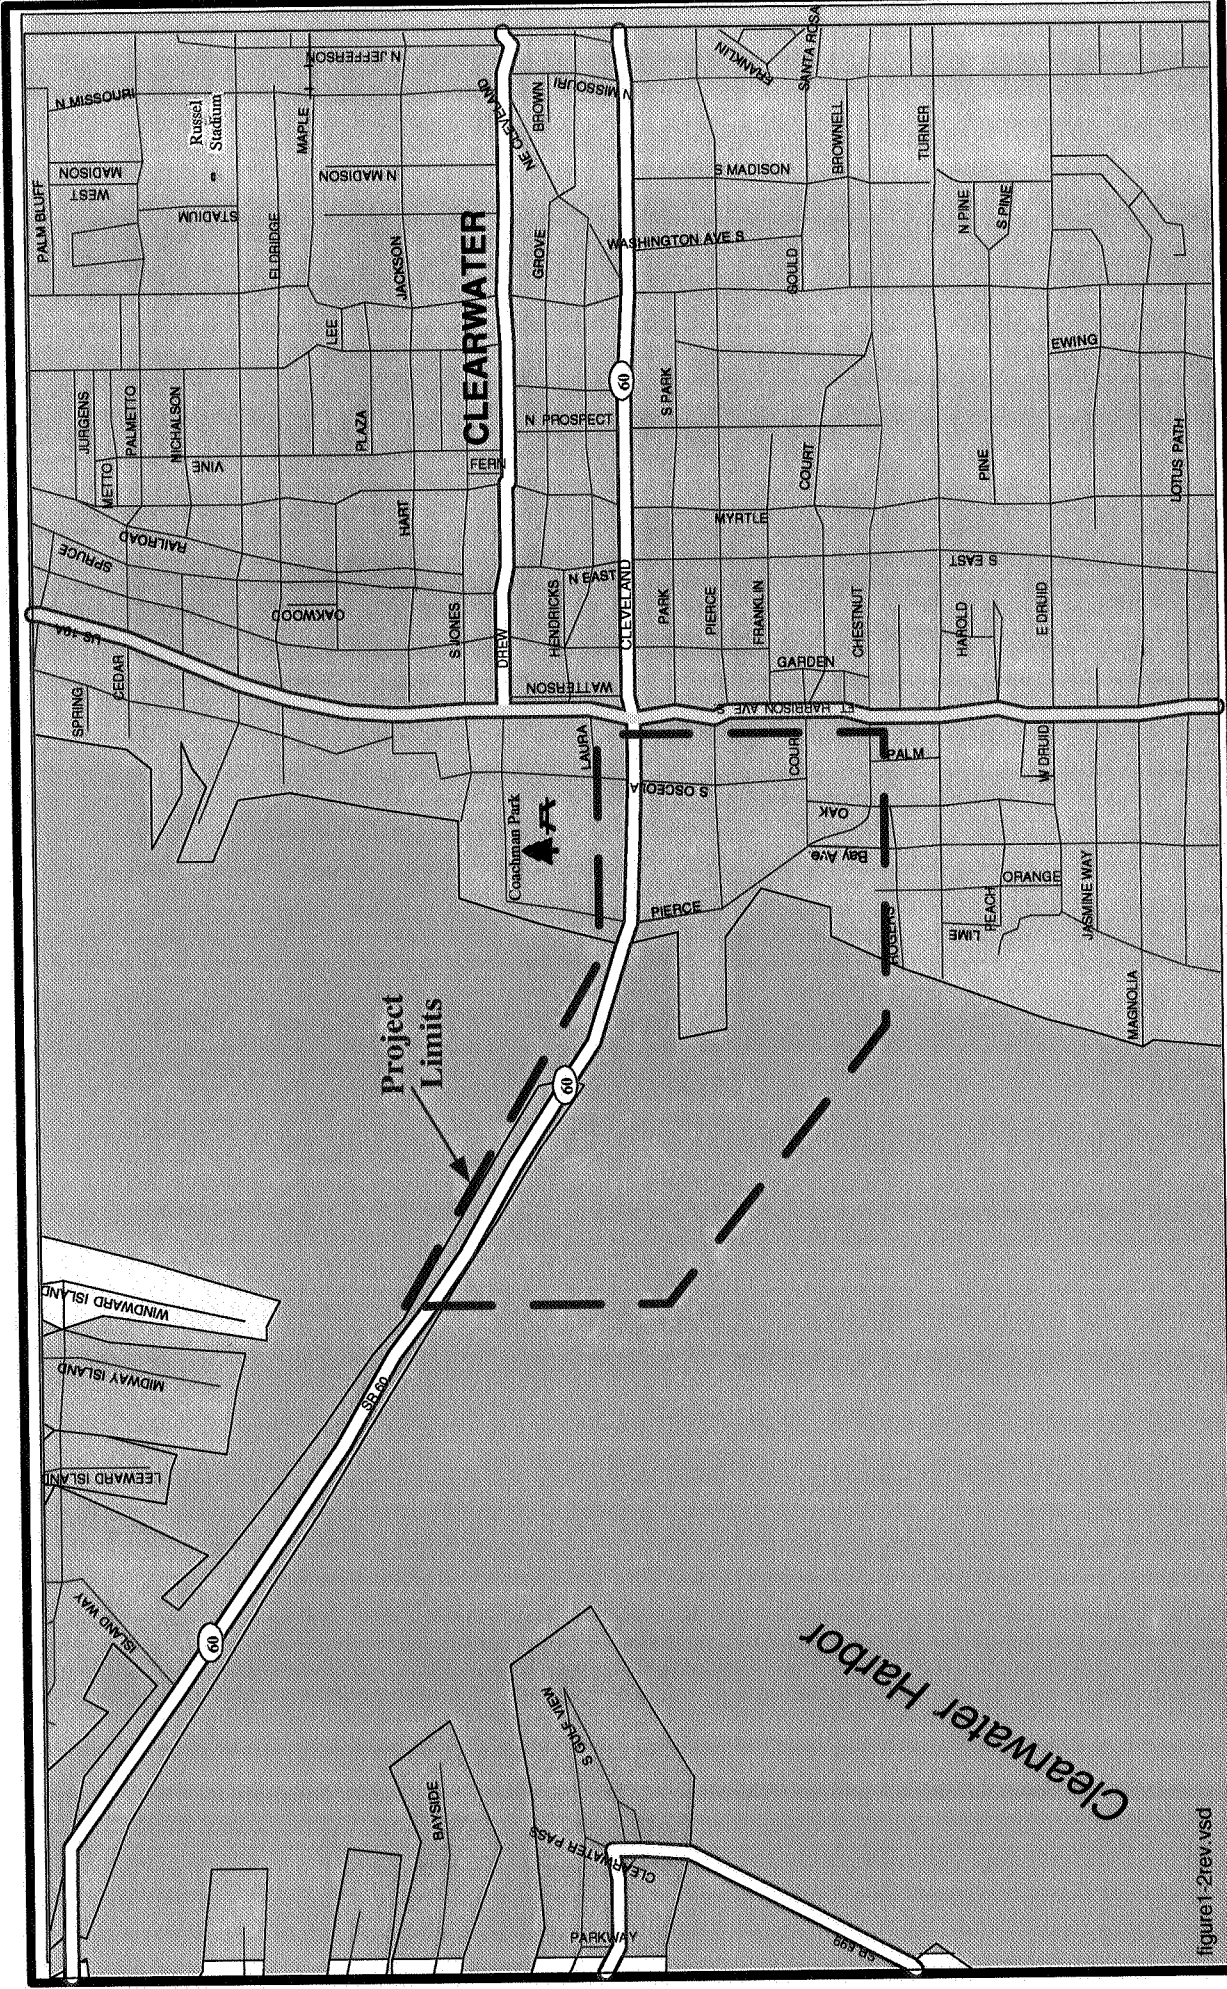 PALM BLUFF
N MISSOURI
WEST
MADISON
Russel
Stadium
STADIUM
ELDRIDGE
MAPLE
N JEFFERSON
N MADISON
JACKSON
LEE
CLEARWATER
NE CLEVELAND
BROWN
N MISSOURI
GROVE
WASHINGTON AVE S
FRANKLIN
SANTA ROSA
S MADISON
BROWNELL
GOULD
TURNER
N PINE
S PINE
EWING
JURGENS
PALMETTO
METTO
NICHALSON
VINE
PLAZA
HART
FERN
N PROSPECT
60
S PARK
COURT
MYRTLE
PINE
LOTUS PATH
SPRUCE
RAILROAD
OAKWOOD
S JONES
DREW
HENDRICKS
N EAST
CLEVELAND
PARK
PIERCE
FRANKLIN
CHESTNUT
S EAST
HAROLD
E DRUID
US 19A
SPRING
CEDAR
WATTERSON
GARDEN
FT. HARRISON AVE S
LAURA
Coachman Park
S OSCEOLA
COUR
PALM
W DRUID
OAK
Bay Ave.
PIERCE
ROGERS
ORANGE
PEACH
LIME
JASMINE WAY
MAGNOLIA
Project
Limits
60
SR 60
WINDWARD ISLAND
MIDWAY ISLAND
LEEWARD ISLAND
ISLAND WAY
60
BAYSIDE
S GULF VIEW
CLEARWATER PASS
PARKWAY
SR 699
Clearwater Harbor
figure1-2rev.vsd